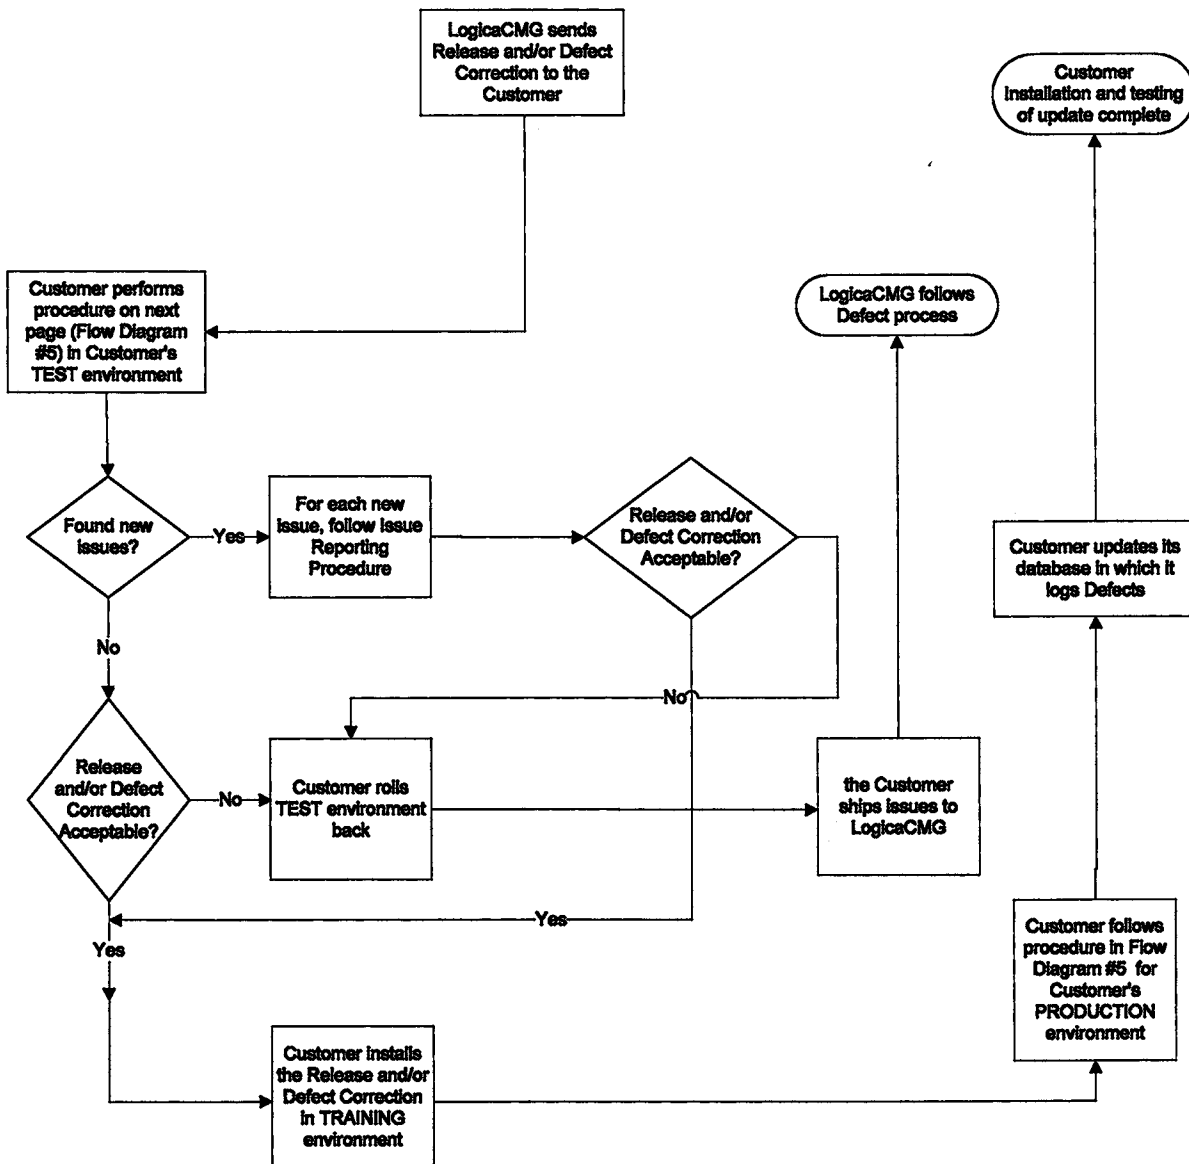 LogicaCMG sends
Release and/or Defect
Correction to the
Customer
Customer
Installation and testing
of update complete
Customer performs
procedure on next
page (Flow Diagram
#5) in Customer's
TEST environment
LogicaCMG follows
Defect process
Found new
issues?
Yes
For each new
issue, follow Issue
Reporting
Procedure
Release and/or
Defect Correction
Acceptable?
Customer updates its
database in which it
logs Defects
No
No
Release
and/or Defect
Correction
Acceptable?
No
Customer rolls
TEST environment
back
the Customer
ships issues to
LogicaCMG
Yes
Yes
Customer follows
procedure in Flow
Diagram #5 for
Customer's
PRODUCTION
environment
Customer installs
the Release and/or
Defect Correction
in TRAINING
environment